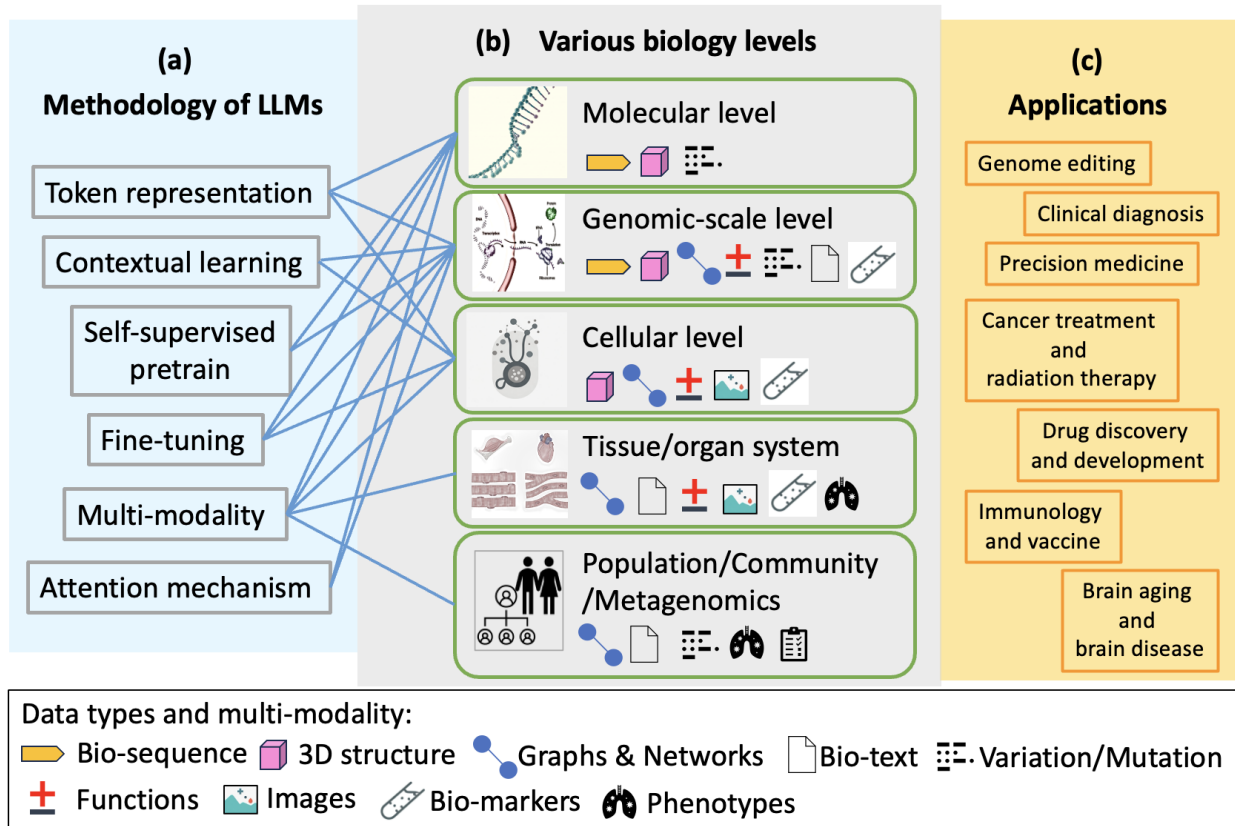 (a)
Methodology of LLMs
Token representation
Contextual learning
Self-supervised
pretrain
Fine-tuning
Multi-modality
Attention mechanism
(b) Various biology levels
Molecular level
Genomic-scale level
Cellular level
Tissue/organ system
Population/Community
/Metagenomics
(c)
Applications
Genome editing
Clinical diagnosis
Precision medicine
Cancer treatment
and
radiation therapy
Drug discovery
and development
Immunology
and vaccine
Brain aging
and
brain disease
Data types and multi-modality:
Bio-sequence 3D structure Graphs & Networks Bio-text Variation/Mutation
Functions Images Bio-markers Phenotypes